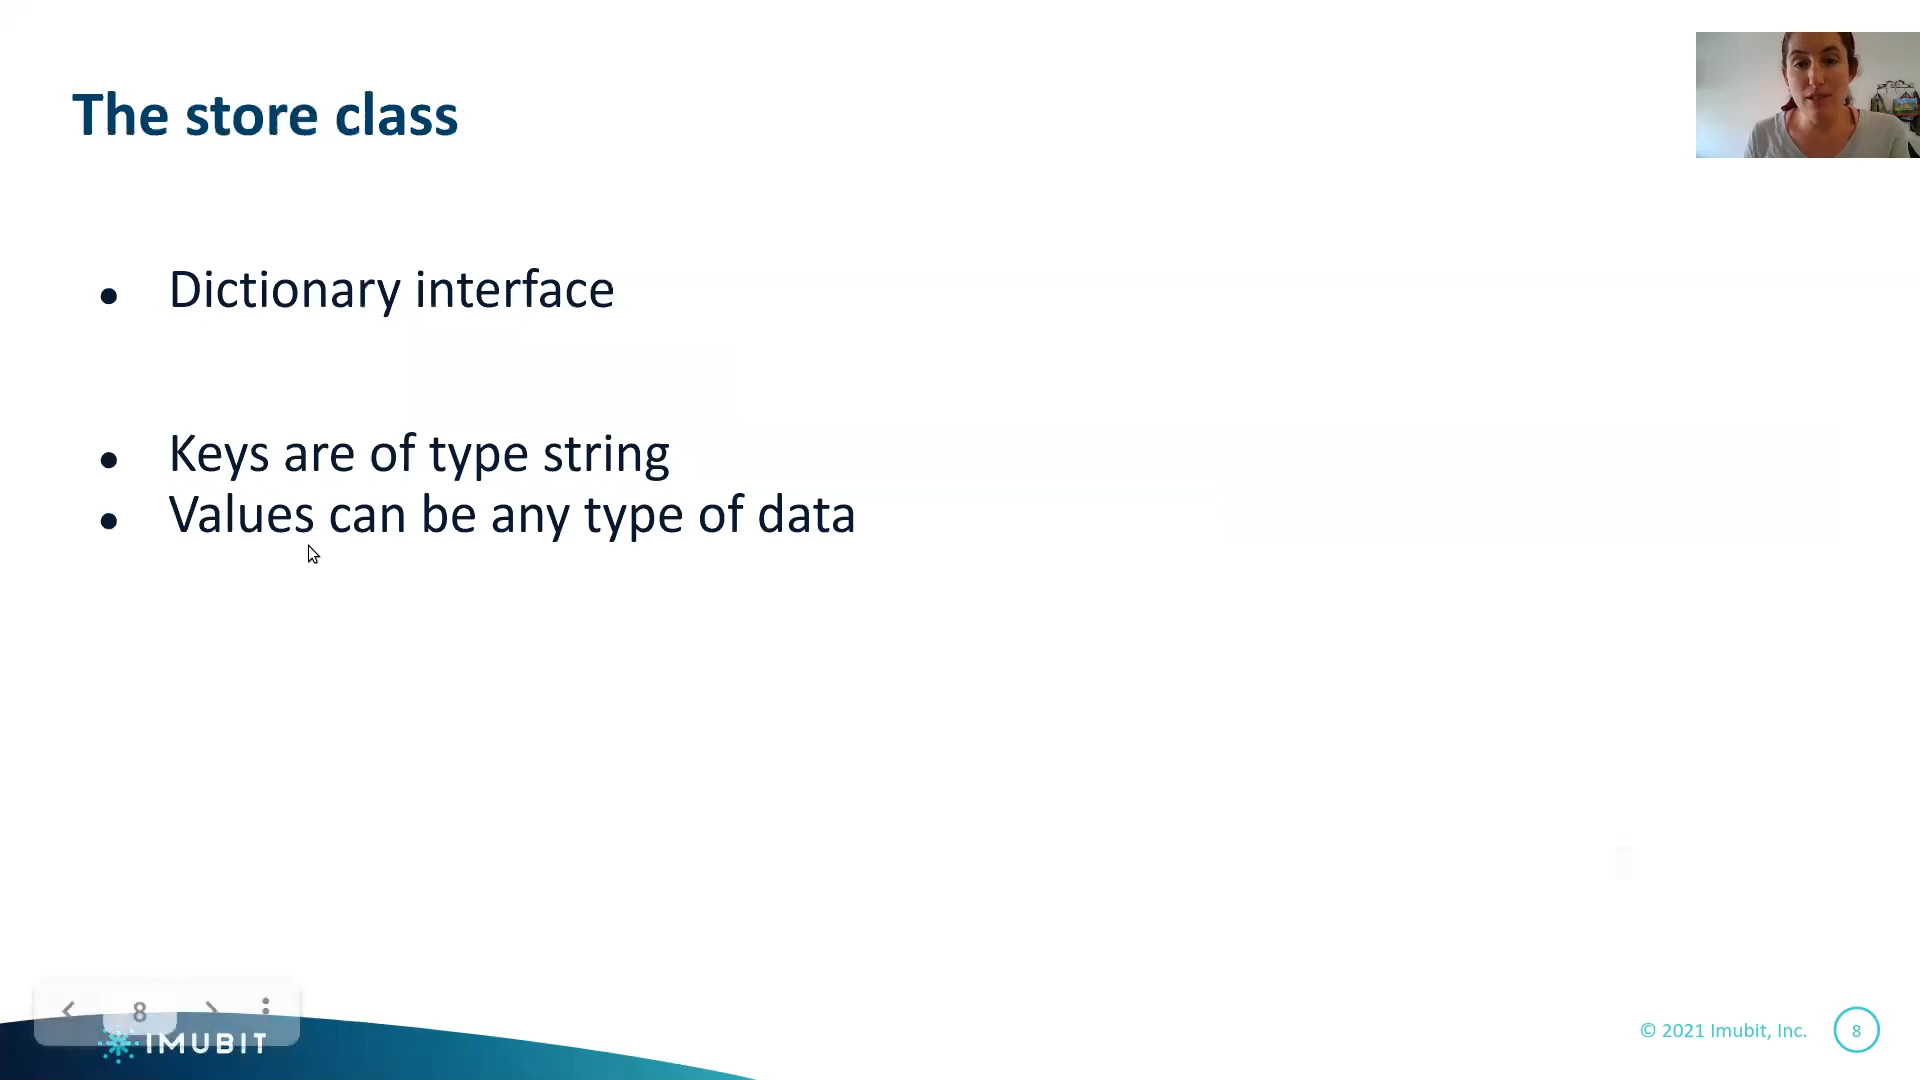 The store class
● Dictionary interface
● Keys are of type string
● Values can be any type of data
8
IMUBIT
© 2021 Imubit, Inc.
8